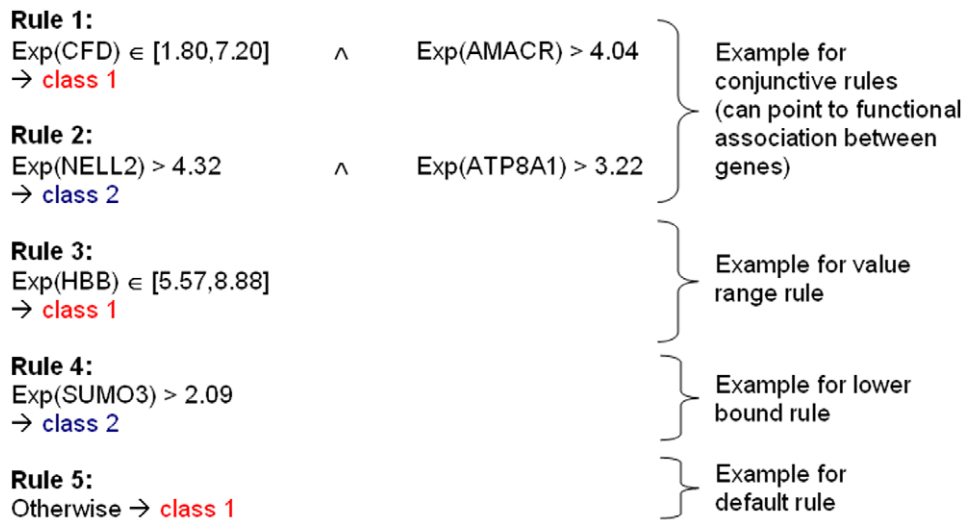 Rule 1:
Exp(CFD) ∈ [1.80,7.20] ∧ Exp(AMACR) > 4.04
→ class 1
Example for
conjunctive rules
(can point to functional
association between
genes)
Rule 2:
Exp(NELL2) > 4.32 ∧ Exp(ATP8A1) > 3.22
→ class 2
Rule 3:
Exp(HBB) ∈ [5.57,8.88]
→ class 1
Example for value
range rule
Rule 4:
Exp(SUMO3) > 2.09
→ class 2
Example for lower
bound rule
Rule 5:
Otherwise → class 1
Example for
default rule